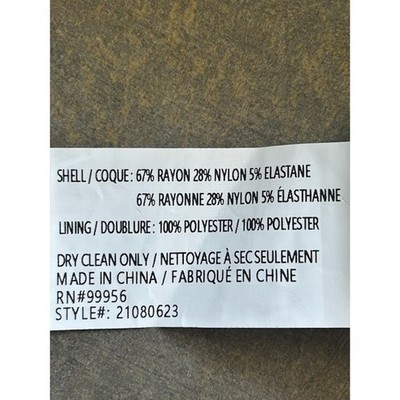 SHELL / COQUE: 67% RAYON 28% NYLON 5% ELASTANE
67% RAYONNE 28% NYLON 5% ÉLASTHANNE
LINING / DOUBLURE: 100% POLYESTER / 100% POLYESTER
DRY CLEAN ONLY / NETTOYAGE À SEC SEULEMENT
MADE IN CHINA / FABRIQUÉ EN CHINE
RN#99956
STYLE#: 21080623